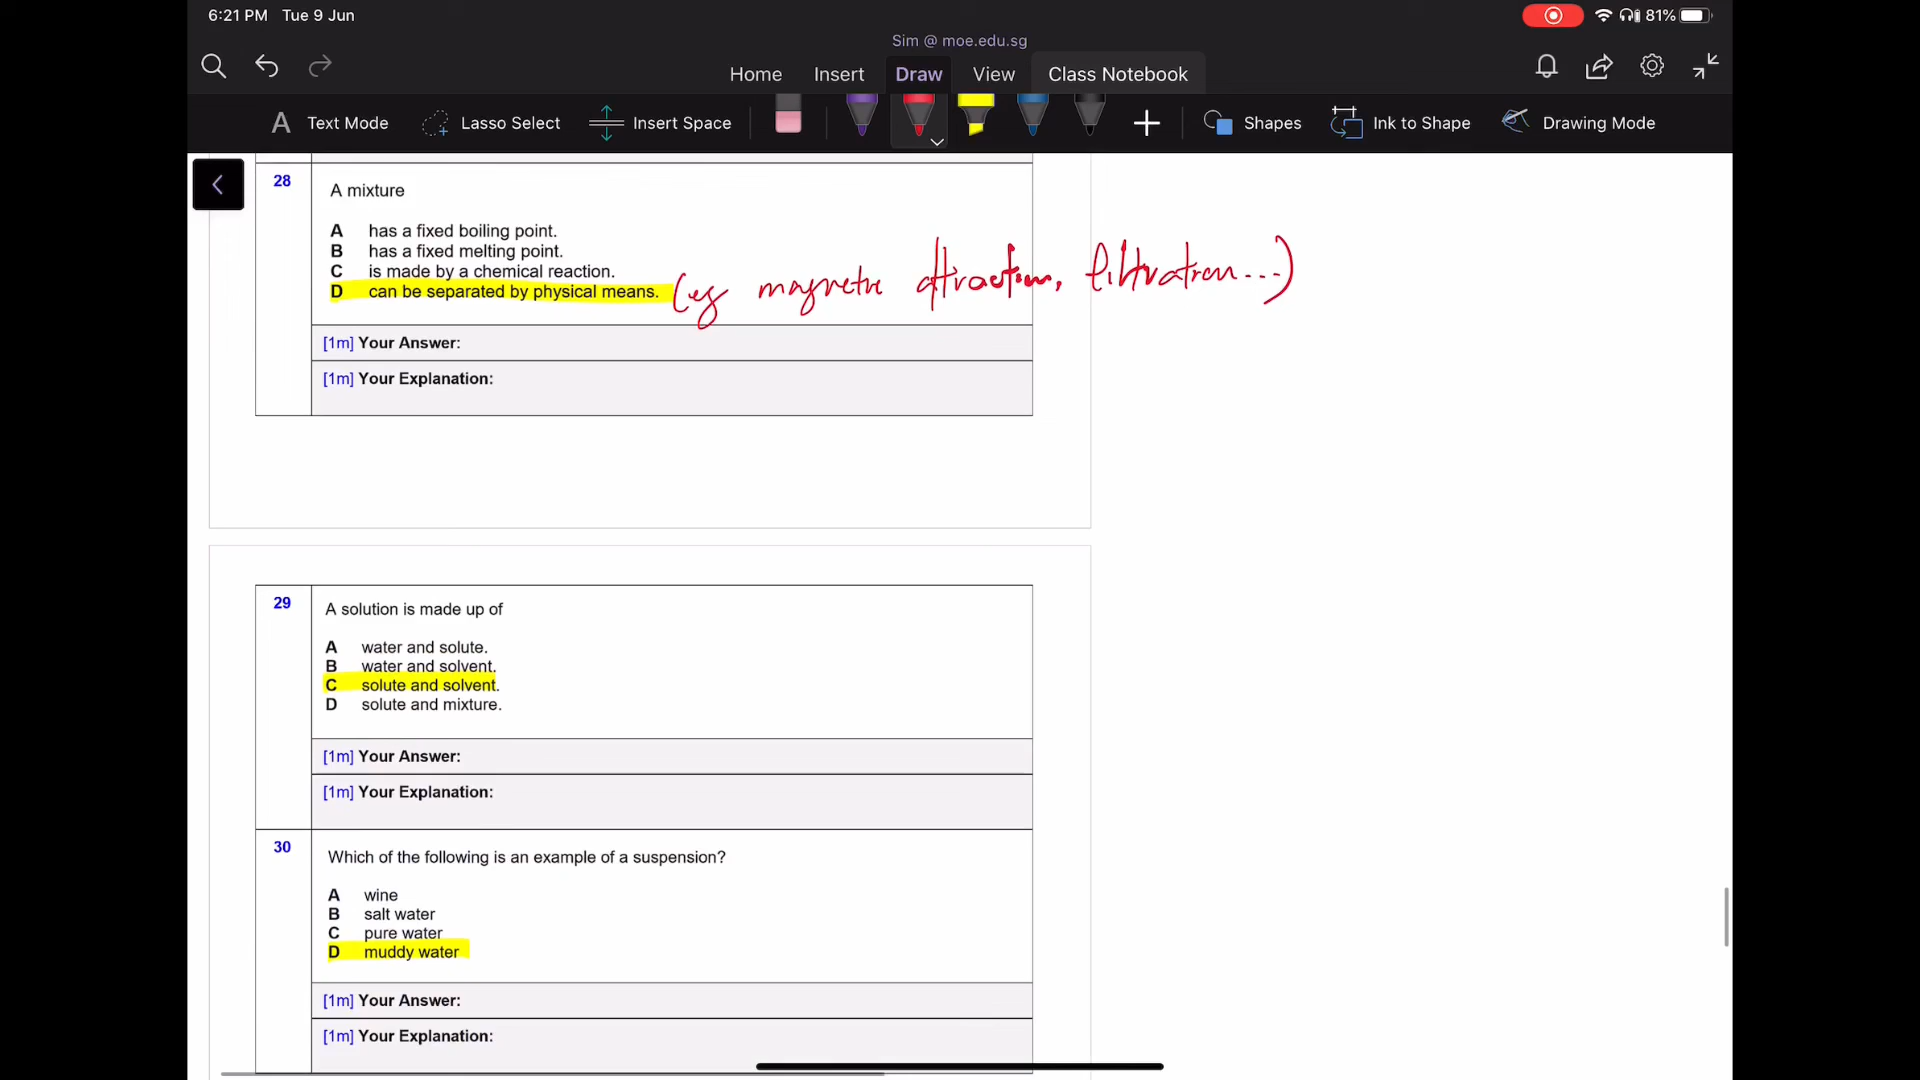 6:21 PM Tue 9 Jun
81%
Sim @ moe.edu.sg
Home Insert Draw View Class Notebook
Text Mode Lasso Select Insert Space Shapes Ink to Shape Drawing Mode
28 A mixture
A has a fixed boiling point.
B has a fixed melting point.
C is made by a chemical reaction.
D can be separated by physical means. (eg magnetic attraction, filtration...)
[1m] Your Answer:
[1m] Your Explanation:
29 A solution is made up of
A water and solute.
B water and solvent.
C solute and solvent.
D solute and mixture.
[1m] Your Answer:
[1m] Your Explanation:
30 Which of the following is an example of a suspension?
A wine
B salt water
C pure water
D muddy water
[1m] Your Answer:
[1m] Your Explanation: